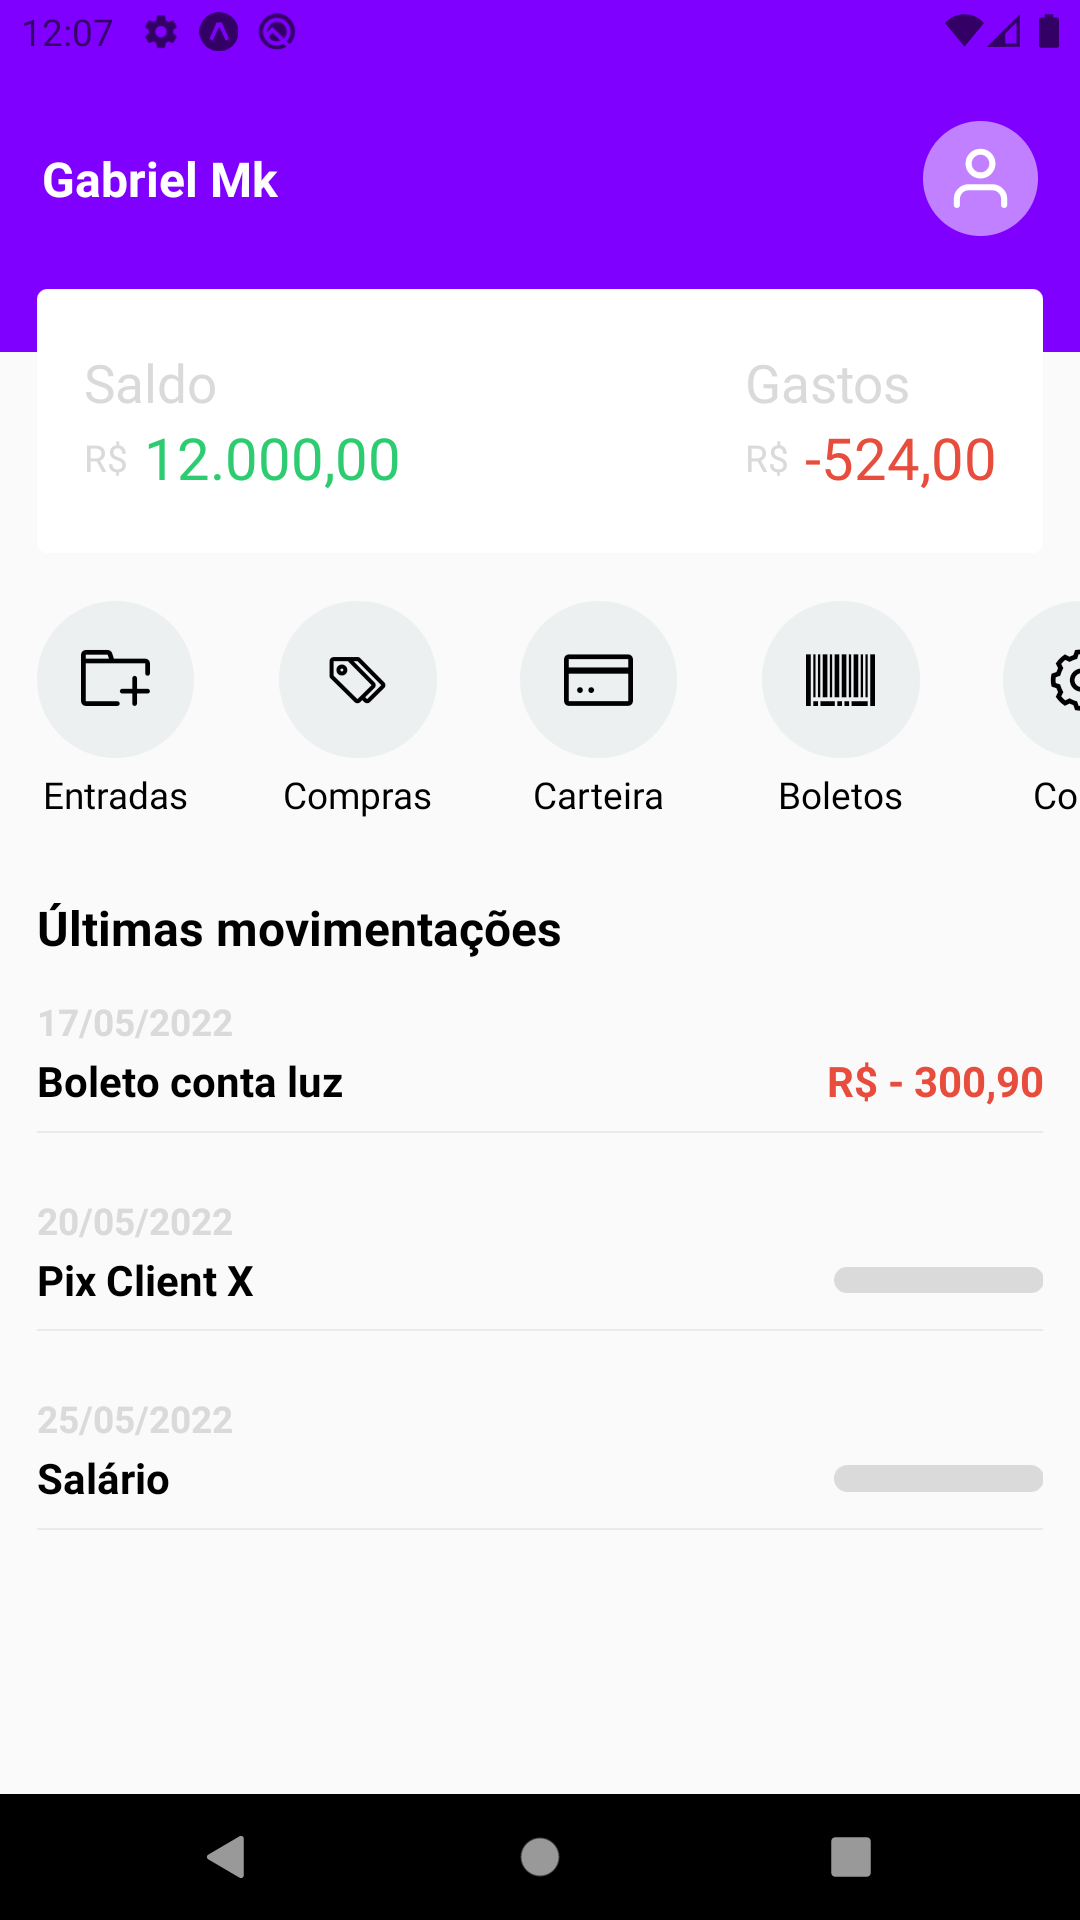 12:07
Gabriel Mk
Saldo Gastos
R$ 12.000,00 R$ -524,00
Entradas Compras Carteira Boletos Co
Últimas movimentações
17/05/2022
Boleto conta luz R$ - 300,90
20/05/2022
Pix Client X
25/05/2022
Salário